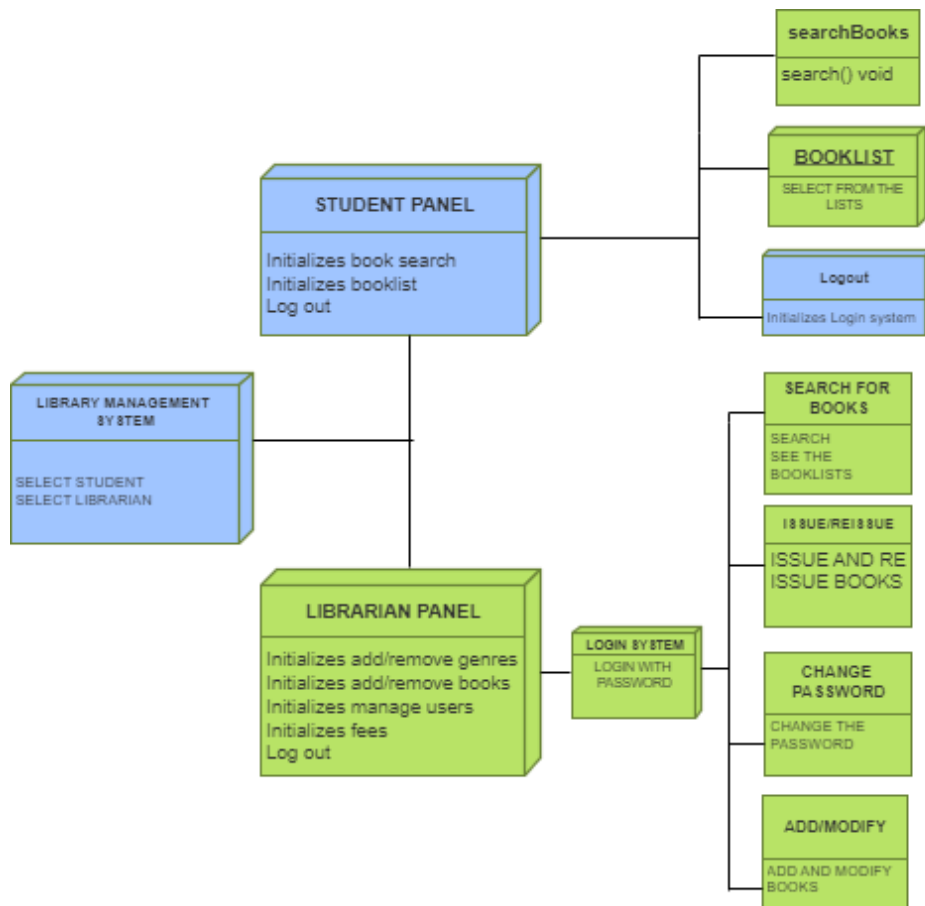 searchBooks
search() void
BOOKLIST
SELECT FROM THE
LISTS
STUDENT PANEL
Initializes book search
Initializes booklist
Log out
Logout
Initializes Login system
LIBRARY MANAGEMENT
SYSTEM
SELECT STUDENT
SELECT LIBRARIAN
SEARCH FOR
BOOKS
SEARCH
SEE THE
BOOKLISTS
ISSUE/REISSUE
ISSUE AND RE
ISSUE BOOKS
LIBRARIAN PANEL
Initializes add/remove genres
Initializes add/remove books
Initializes manage users
Initializes fees
Log out
LOGIN SYSTEM
LOGIN WITH
PASSWORD
CHANGE
PASSWORD
CHANGE THE
PASSWORD
ADD/MODIFY
ADD AND MODIFY
BOOKS